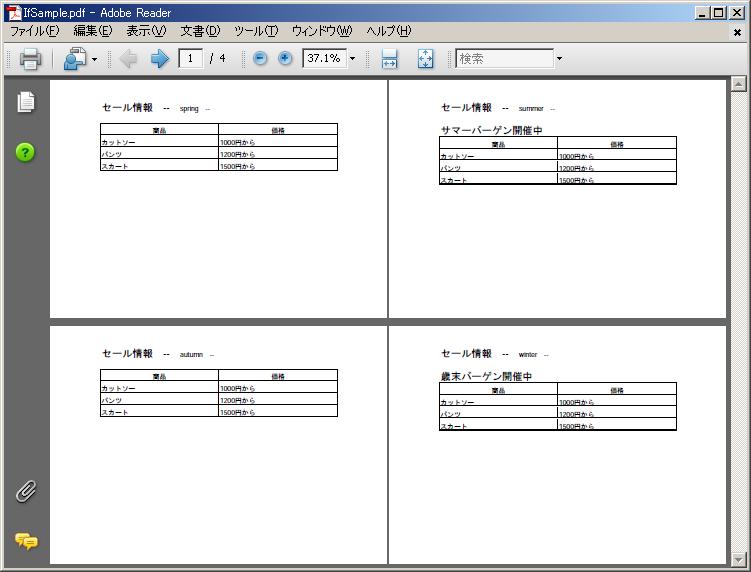 IfSample.pdf - Adobe Reader
ファイル(F) 編集(E) 表示(V) 文書(D) ツール(T) ウィンドウ(W) ヘルプ(H)
1 / 4 37.1% 検索
セール情報 -- spring --
商品 価格
カットソー 1000円から
パンツ 1200円から
スカート 1500円から
セール情報 -- summer --
サマーバーゲン開催中
商品 価格
カットソー 1000円から
パンツ 1200円から
スカート 1500円から
セール情報 -- autumn --
商品 価格
カットソー 1000円から
パンツ 1200円から
スカート 1500円から
セール情報 -- winter --
歳末バーゲン開催中
商品 価格
カットソー 1000円から
パンツ 1200円から
スカート 1500円から